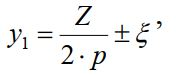 y₁ = Z / (2 · p) ± ξ ,